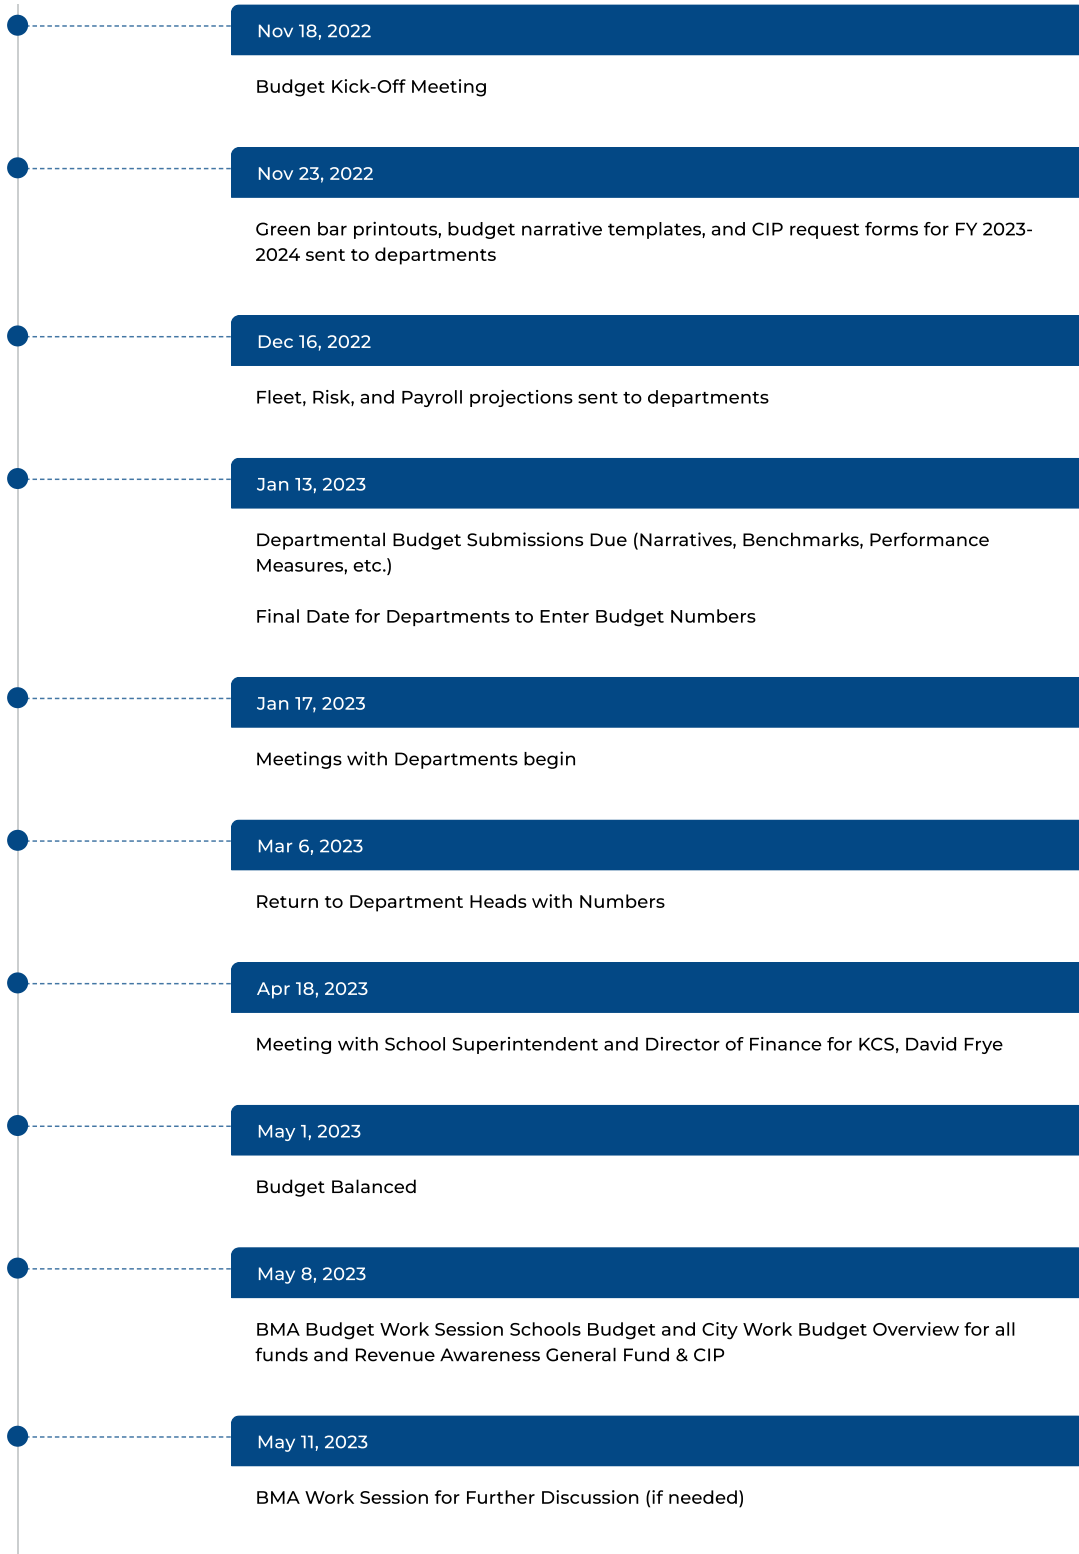 Nov 18, 2022
Budget Kick-Off Meeting
Nov 23, 2022
Green bar printouts, budget narrative templates, and CIP request forms for FY 2023-
2024 sent to departments
Dec 16, 2022
Fleet, Risk, and Payroll projections sent to departments
Jan 13, 2023
Departmental Budget Submissions Due (Narratives, Benchmarks, Performance
Measures, etc.)
Final Date for Departments to Enter Budget Numbers
Jan 17, 2023
Meetings with Departments begin
Mar 6, 2023
Return to Department Heads with Numbers
Apr 18, 2023
Meeting with School Superintendent and Director of Finance for KCS, David Frye
May 1, 2023
Budget Balanced
May 8, 2023
BMA Budget Work Session Schools Budget and City Work Budget Overview for all
funds and Revenue Awareness General Fund & CIP
May 11, 2023
BMA Work Session for Further Discussion (if needed)